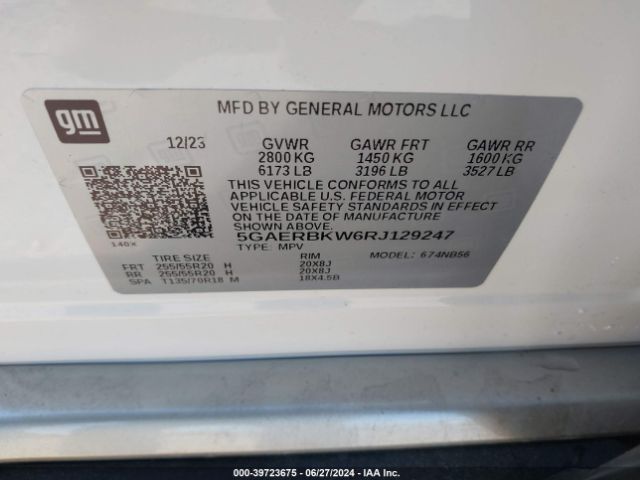 gm
MFD BY GENERAL MOTORS LLC
12/23 GVWR GAWR FRT GAWR RR
2800 KG 1450 KG 1600 KG
6173 LB 3196 LB 3527 LB
THIS VEHICLE CONFORMS TO ALL
APPLICABLE U.S. FEDERAL MOTOR
VEHICLE SAFETY STANDARDS IN EFFECT
ON THE DATE OF MANUFACTURE SHOWN ABOVE.
5GAERBKW6RJ129247
140X
TYPE: MPV MODEL: 674NB56
TIRE SIZE RIM
FRT 255/55R20 H 20X8J
RR 255/55R20 H 20X8J
SPA T135/70R18 M 18X4.5B
000-39723675 - 06/27/2024 - IAA Inc.